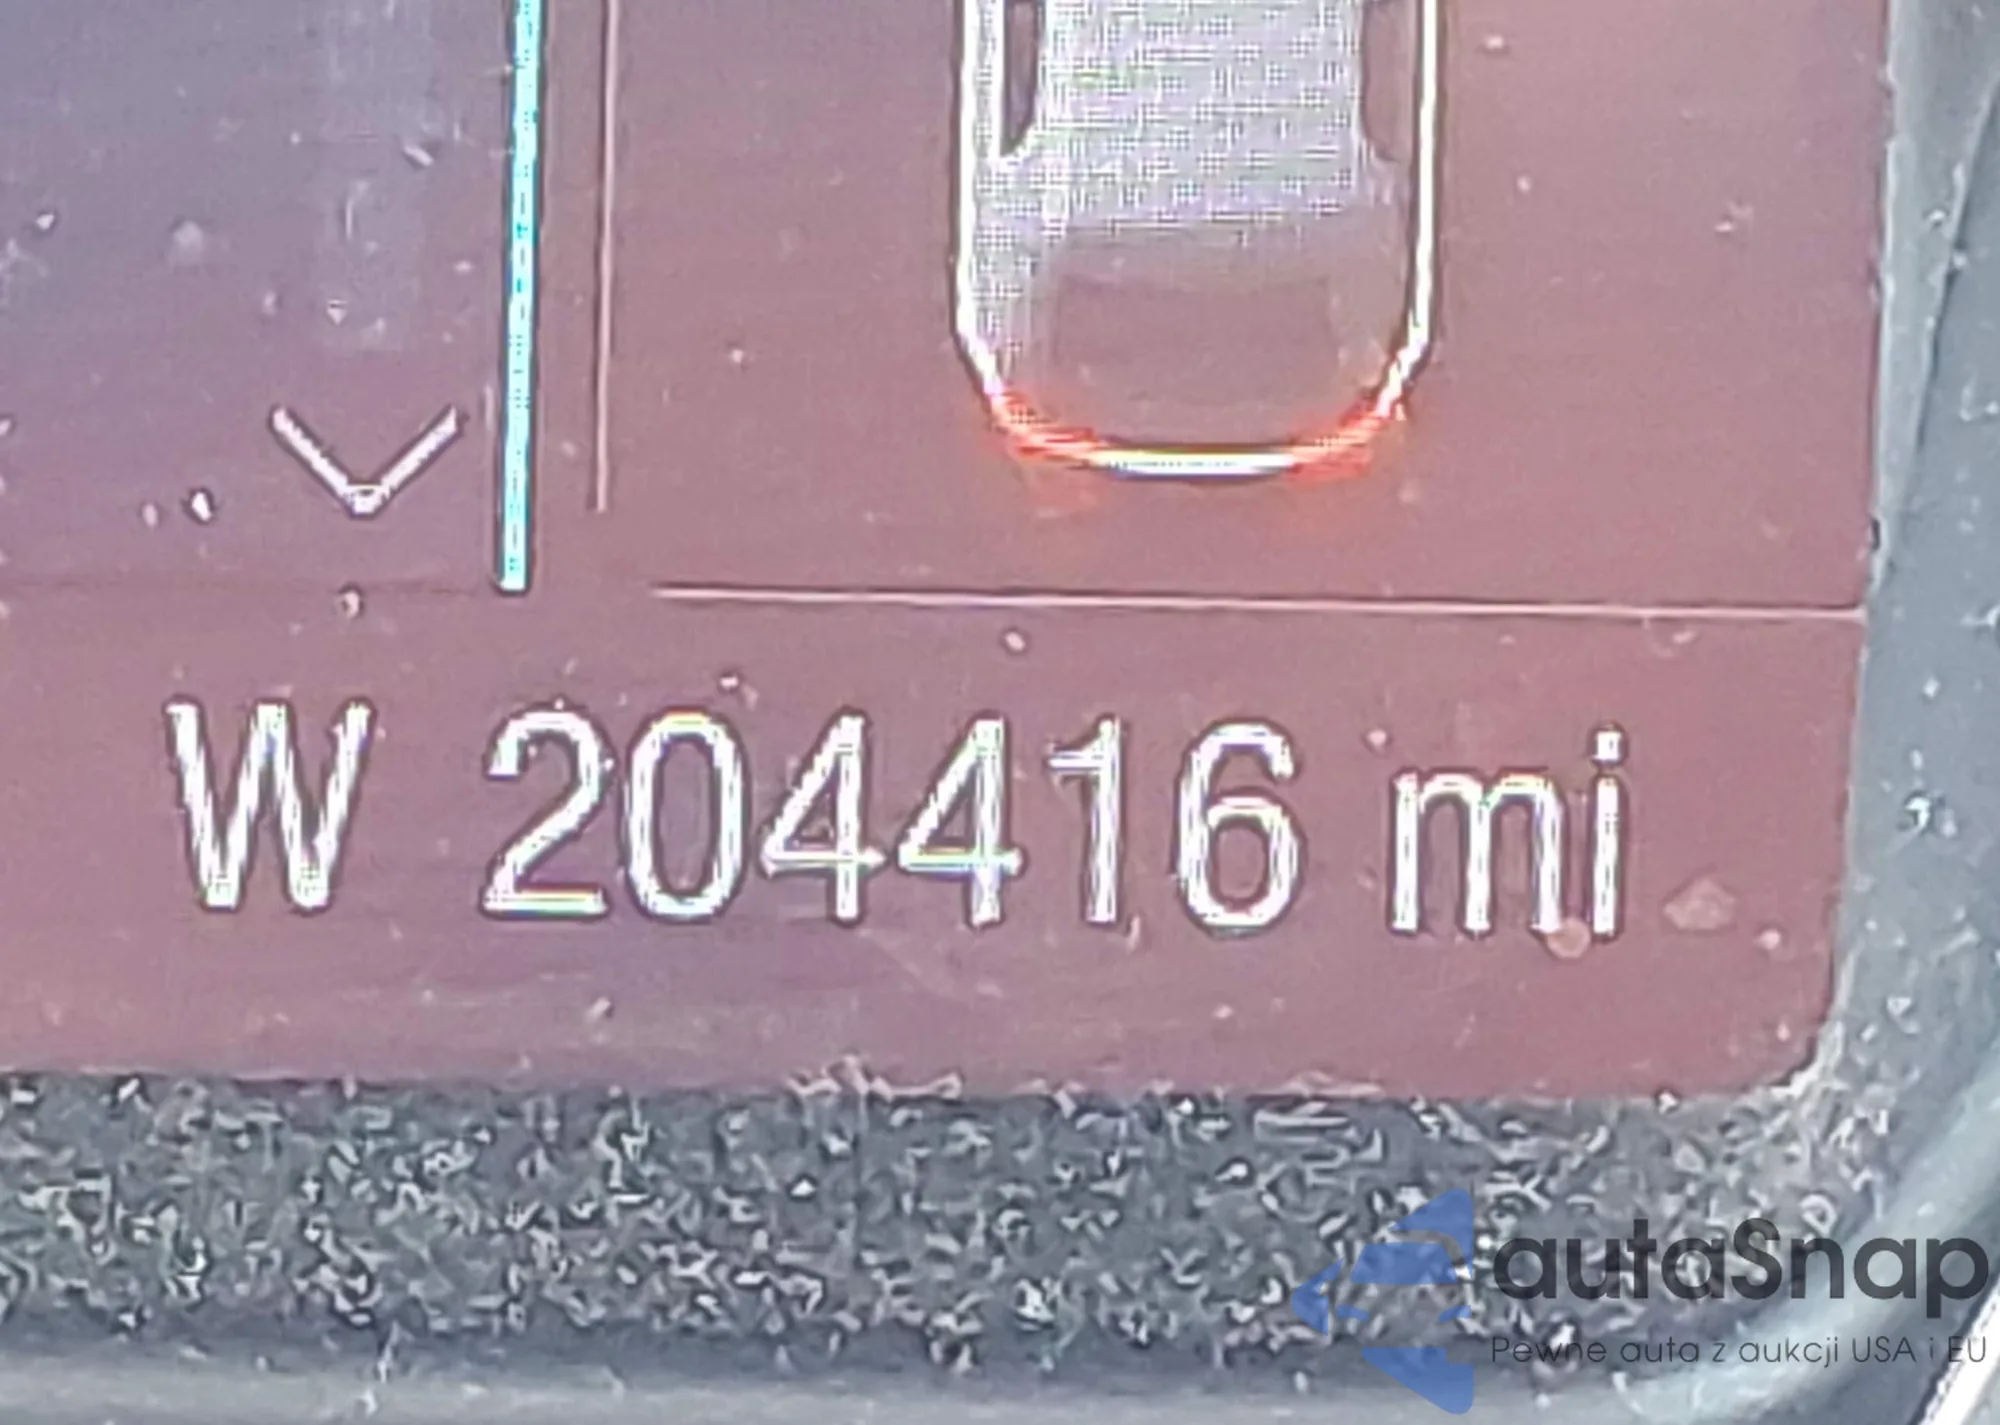 W 204416 mi
autaSnap
Pewne auta z aukcji USA i EU